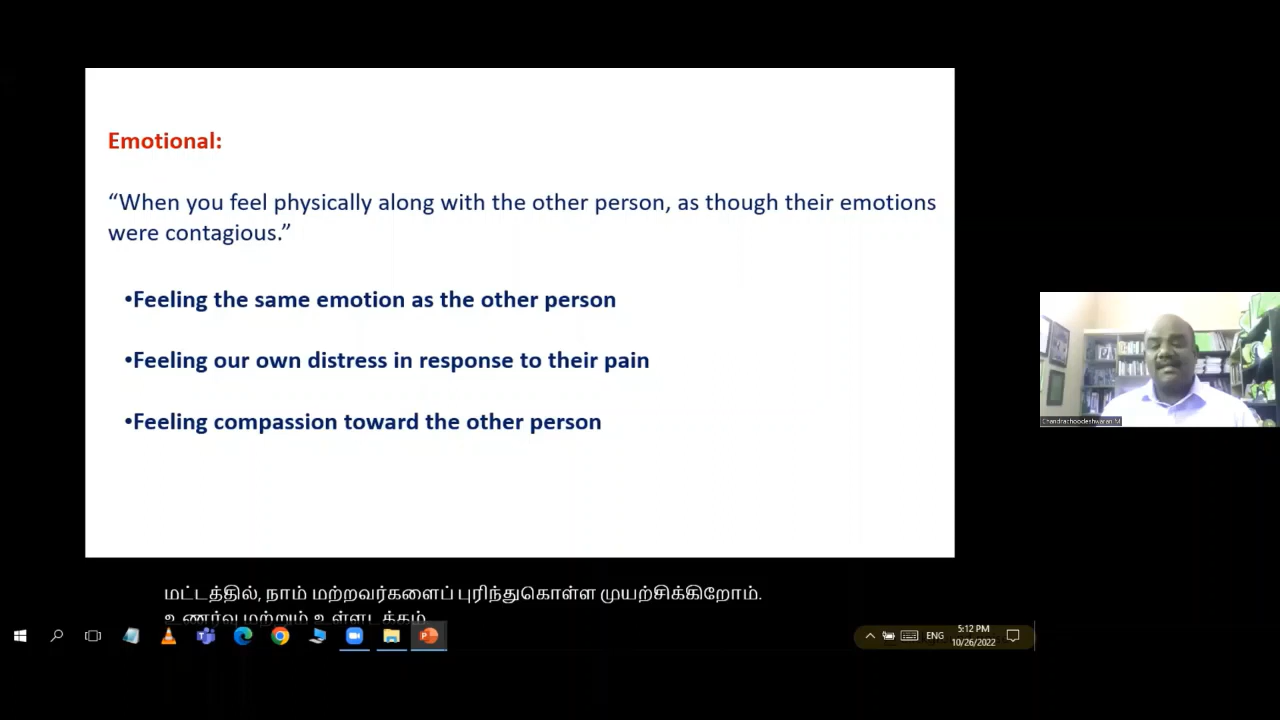 Emotional:
“When you feel physically along with the other person, as though their emotions
were contagious.”
•Feeling the same emotion as the other person
•Feeling our own distress in response to their pain
•Feeling compassion toward the other person
Chandrachoodeshwaran M
மட்டத்தில், நாம் மற்றவர்களைப் புரிந்துகொள்ள முயற்சிக்கிறோம்.
உணர்வு மற்றும் உள்ளடக்கம்
ENG
5:12 PM
10/26/2022